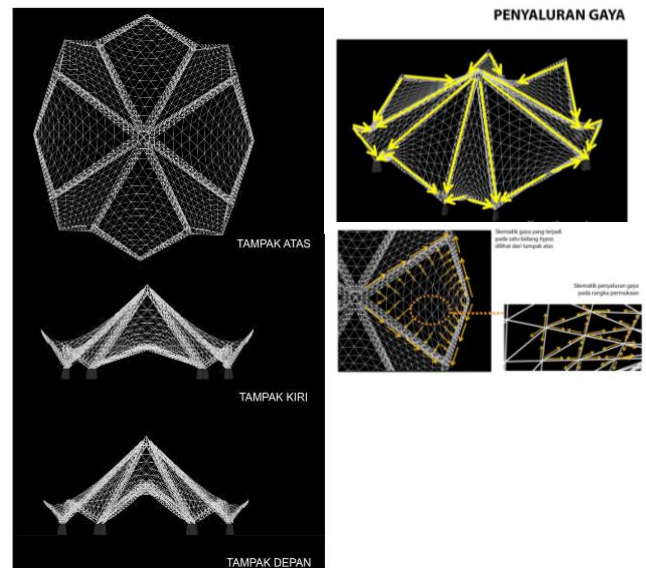 PENYALURAN GAYA
TAMPAK ATAS
TAMPAK KIRI
TAMPAK DEPAN
Skematik gaya yang terjadi
pada satu bidang hypar,
dilihat dari tampak atas
Skematik penyaluran gaya
pada rangka permukaan